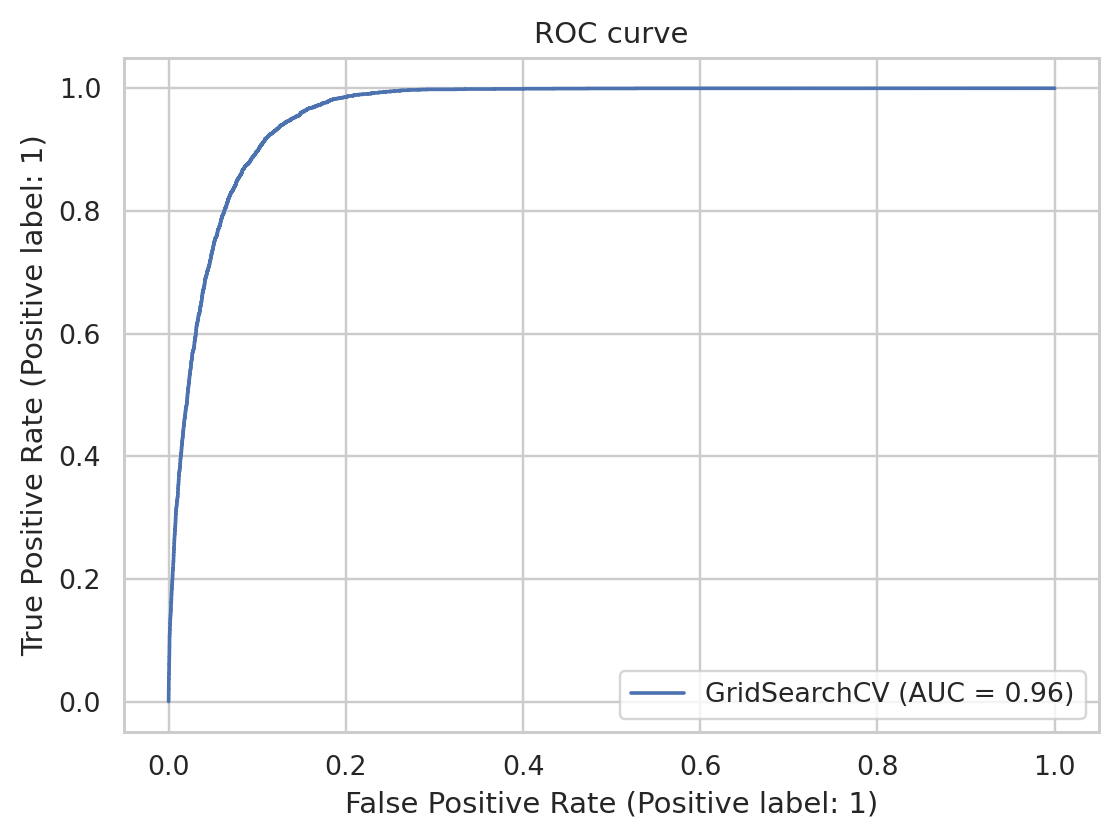 ROC curve
True Positive Rate (Positive label: 1)
1.0
0.8
0.6
0.4
0.2
0.0
GridSearchCV (AUC = 0.96)
0.0 0.2 0.4 0.6 0.8 1.0
False Positive Rate (Positive label: 1)